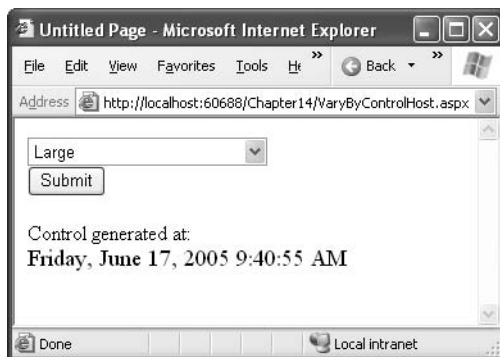 Untitled Page - Microsoft Internet Explorer
File Edit View Favorites Tools He » Back »
Address http://localhost:60688/Chapter14/VaryByControlHost.aspx
Large
Submit
Control generated at:
Friday, June 17, 2005 9:40:55 AM
Done Local intranet